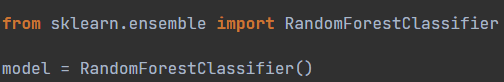 from sklearn.ensemble import RandomForestClassifier
model = RandomForestClassifier()